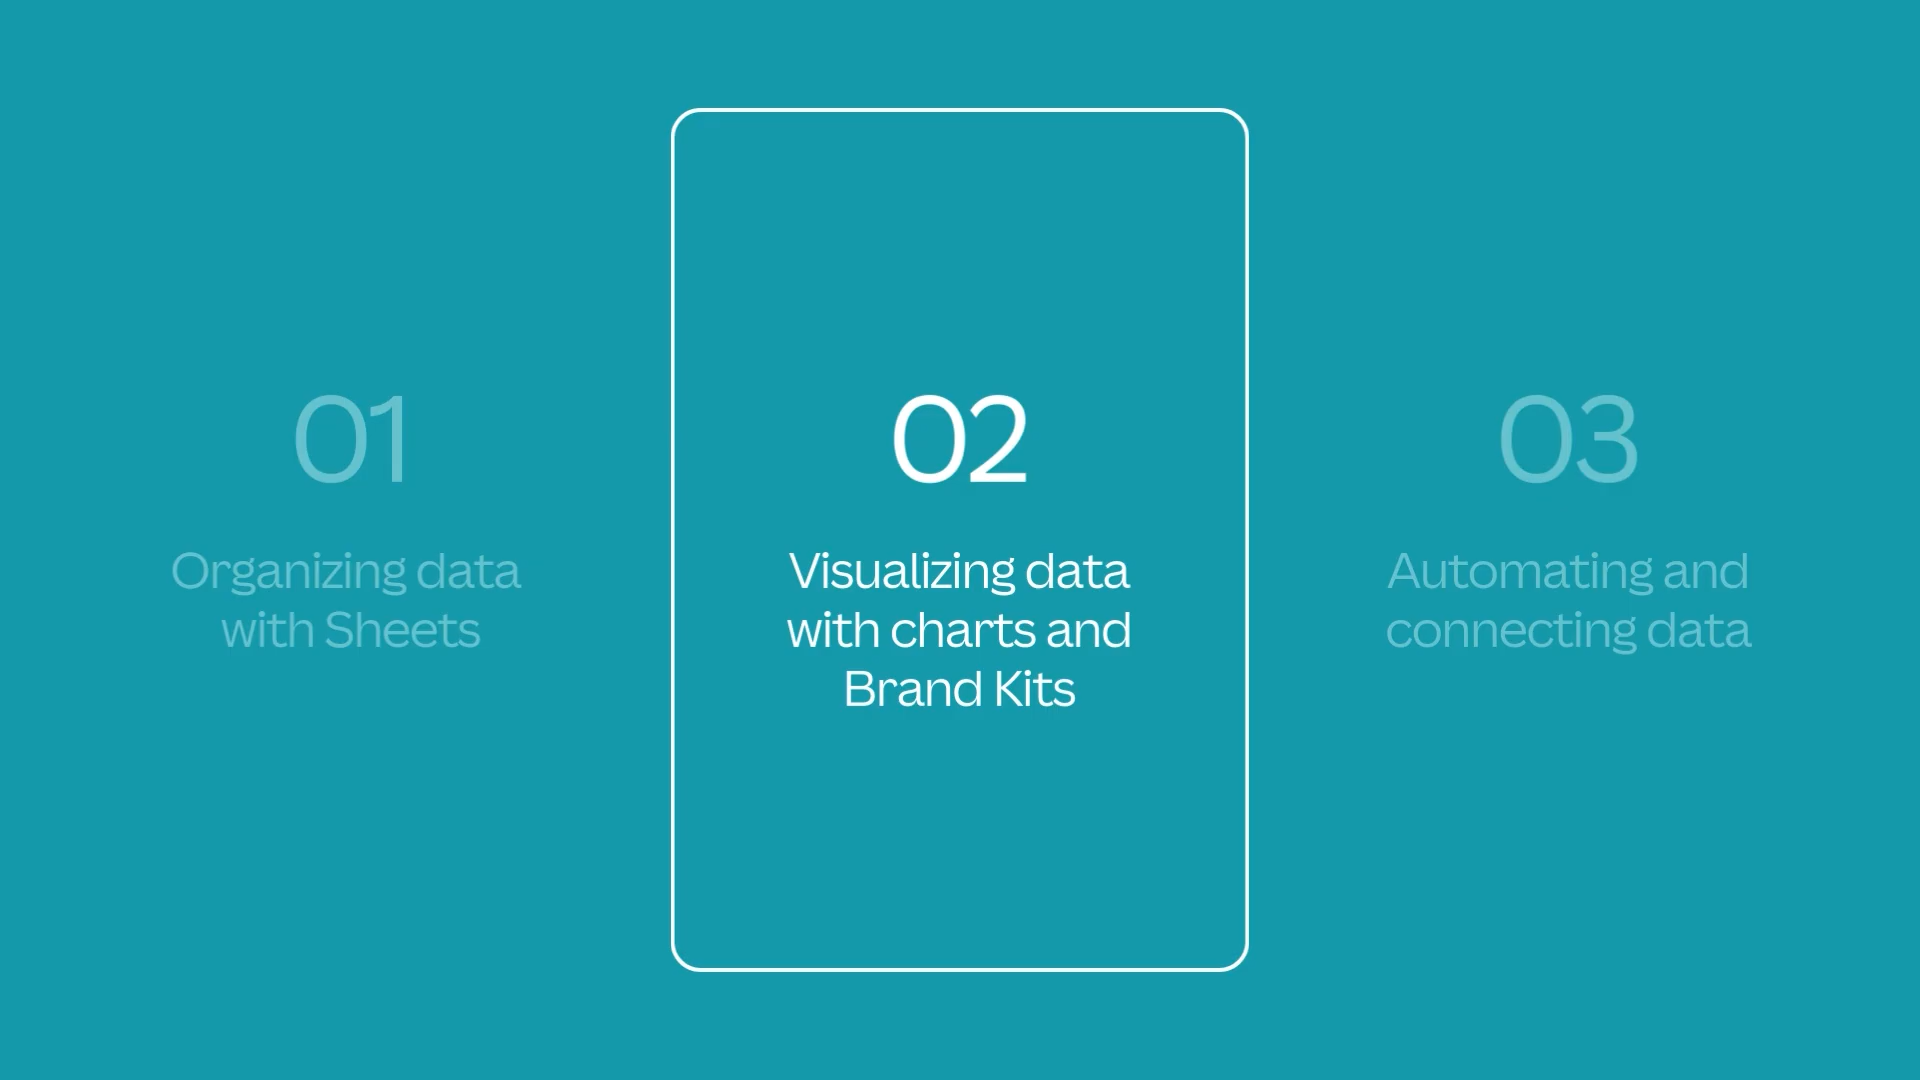 01
Organizing data
with Sheets
02
Visualizing data
with charts and
Brand Kits
03
Automating and
connecting data